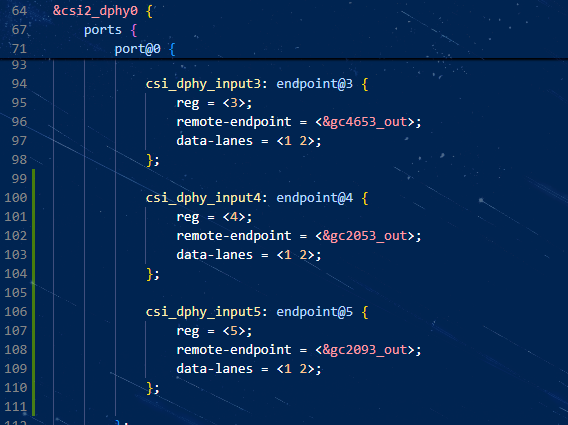 64 &csi2_dphy0 {
67 ports {
71 port@0 {
93
94 csi_dphy_input3: endpoint@3 {
95 reg = <3>;
96 remote-endpoint = <&gc4653_out>;
97 data-lanes = <1 2>;
98 };
99
100 csi_dphy_input4: endpoint@4 {
101 reg = <4>;
102 remote-endpoint = <&gc2053_out>;
103 data-lanes = <1 2>;
104 };
105
106 csi_dphy_input5: endpoint@5 {
107 reg = <5>;
108 remote-endpoint = <&gc2093_out>;
109 data-lanes = <1 2>;
110 };
111
112 };